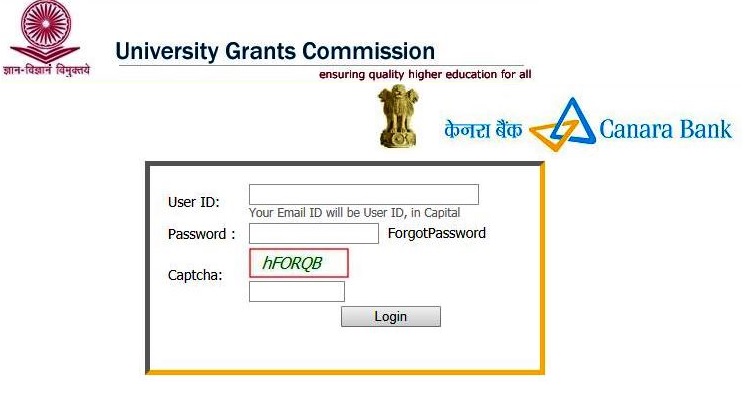 University Grants Commission
ज्ञान-विज्ञानं विमुक्तये
ensuring quality higher education for all
केनरा बैंक Canara Bank
User ID:
Your Email ID will be User ID, in Capital
Password : ForgotPassword
hFORQB
Captcha:
Login